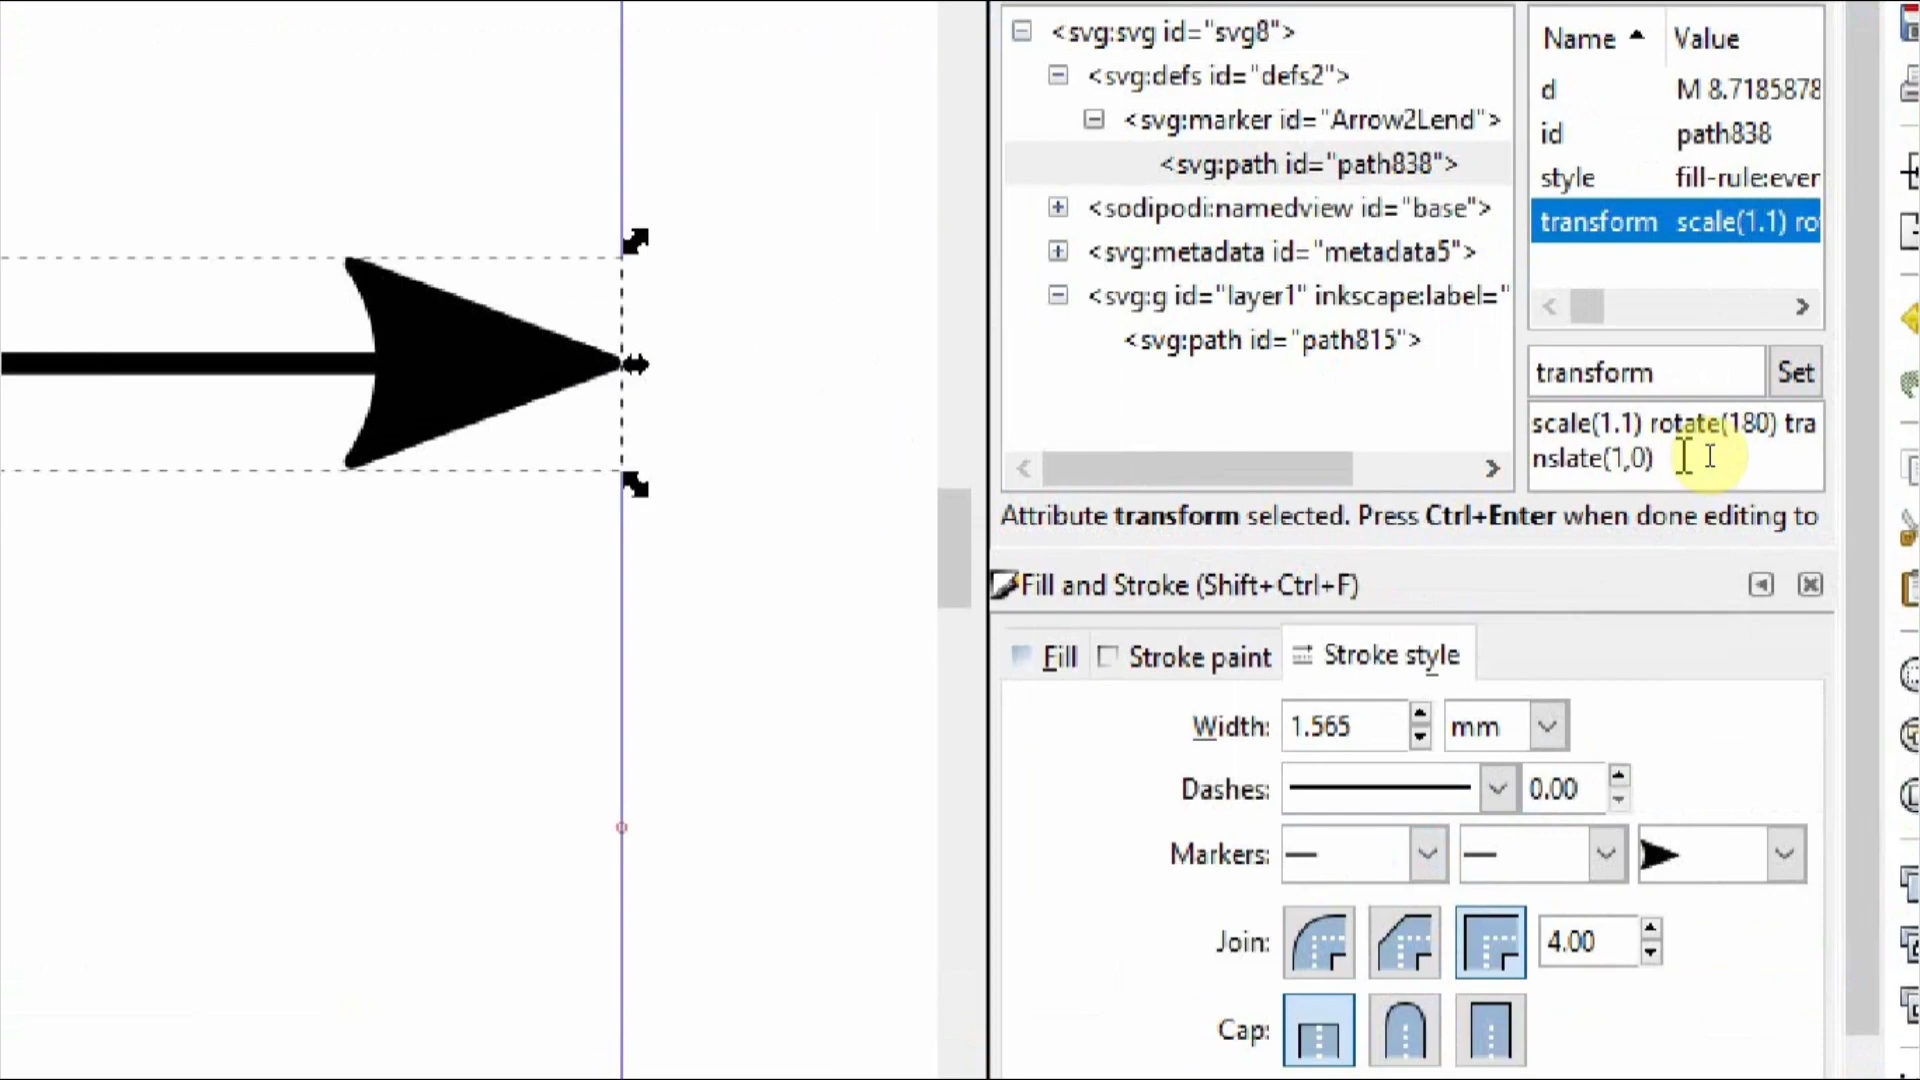 <svg:svg id="svg8">
<svg:defs id="defs2">
<svg:marker id="Arrow2Lend">
<svg:path id="path838">
<sodipodi:namedview id="base">
<svg:metadata id="metadata5">
<svg:g id="layer1" inkscape:label="
<svg:path id="path815">
Name Value
d M 8.7185878
id path838
style fill-rule:ever
transform scale(1.1) ro
transform Set
scale(1.1) rotate(180) tra
nslate(1,0)
Attribute transform selected. Press Ctrl+Enter when done editing to
Fill and Stroke (Shift+Ctrl+F)
Fill Stroke paint Stroke style
Width: 1.565 mm
Dashes: 0.00
Markers:
Join: 4.00
Cap: